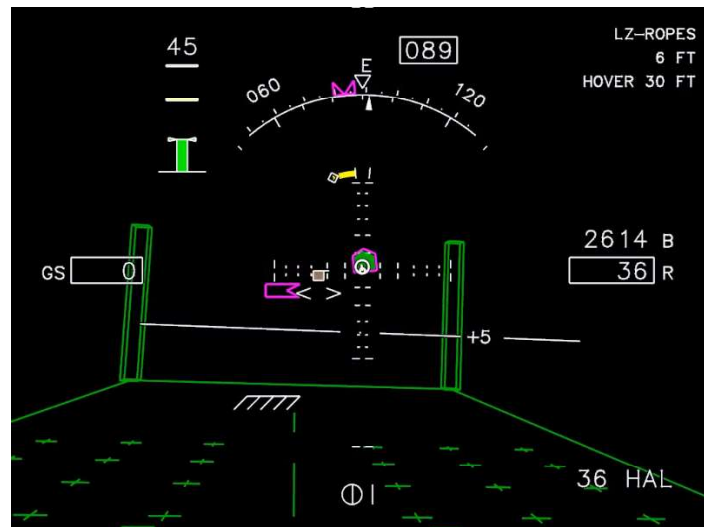 45
089
E
060
120
LZ-ROPES
6 FT
HOVER 30 FT
2614 B
GS 0
36 R
+5
36 HAL